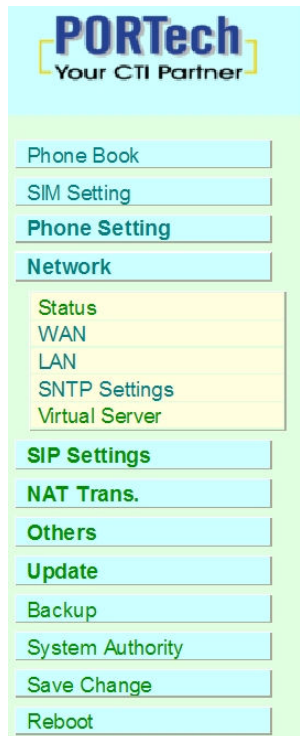 PORTech
Your CTI Partner
Phone Book
SIM Setting
Phone Setting
Network
Status
WAN
LAN
SNTP Settings
Virtual Server
SIP Settings
NAT Trans.
Others
Update
Backup
System Authority
Save Change
Reboot